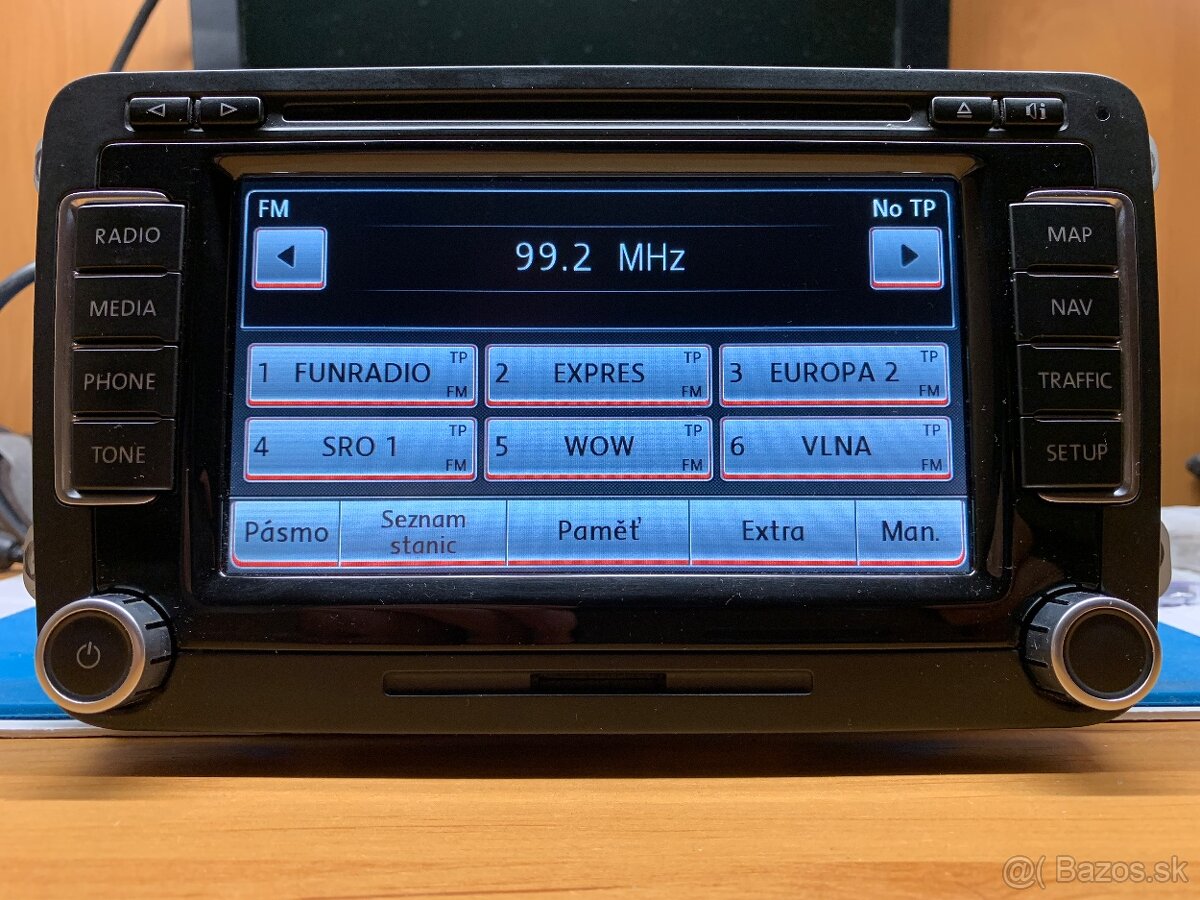 RADIO
MEDIA
PHONE
TONE
FM
No TP
99.2 MHz
1 FUNRADIO TP FM
2 EXPRES TP FM
3 EUROPA 2 TP FM
4 SRO 1 TP FM
5 WOW TP FM
6 VLNA TP FM
Pásmo
Seznam
stanic
Paměť
Extra
Man.
MAP
NAV
TRAFFIC
SETUP
@( Bazos.sk